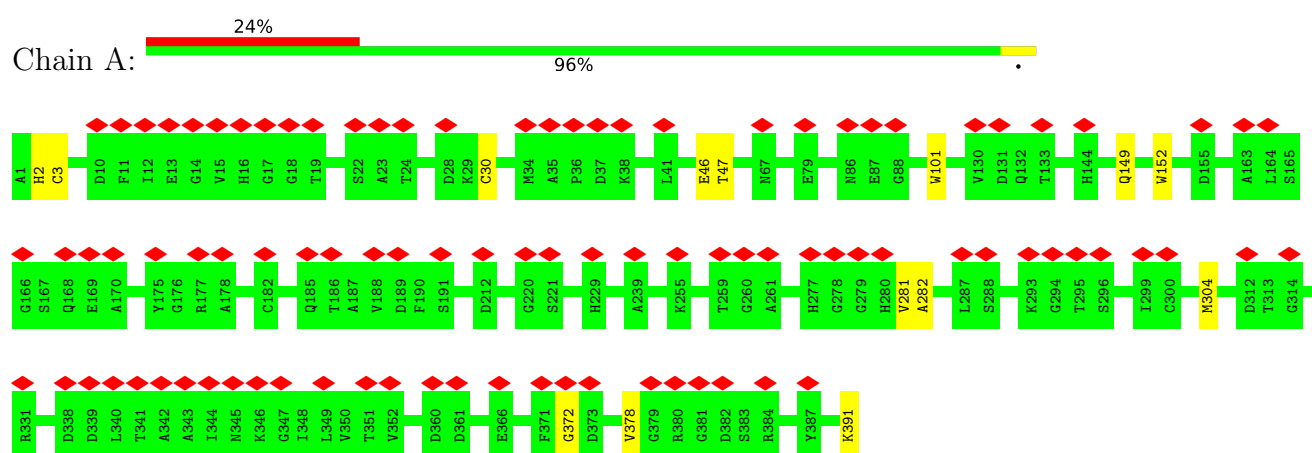 24%
Chain A:
96%
.
A1 H2 C3 D10 F11 I12 E13 G14 V15 H16 G17 G18 T19 S22 A23 T24 D28 K29 C30 M34 A35 P36 D37 K38 L41 E46 T47 N67 E79 N86 E87 G88 W101 V130 D131 Q132 T133 H144 Q149 W152 D155 A163 L164 S165
G166 S167 Q168 E169 A170 Y175 G176 R177 A178 C182 Q185 T186 A187 V188 D189 F190 S191 D212 G220 S221 H229 A239 K255 T259 G260 A261 H277 G278 G279 H280 V281 A282 L287 S288 K293 G294 T295 S296 I299 C300 M304 D312 T313 G314
R331 D338 D339 L340 T341 A342 A343 I344 N345 K346 G347 I348 L349 V350 T351 V352 D360 D361 E366 F371 G372 D373 V378 G379 R380 G381 D382 S383 R384 Y387 K391